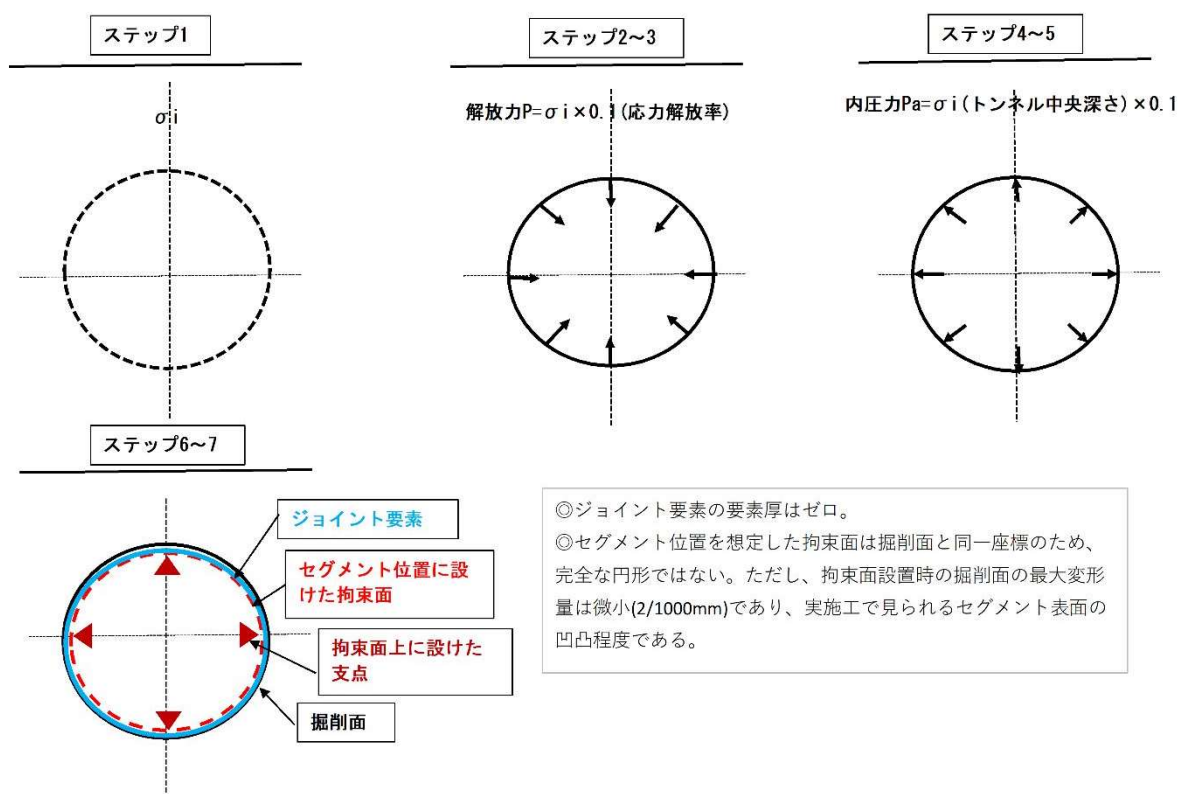 ステップ1
σi
ステップ2～3
解放力P=σi×0.1(応力解放率)
ステップ4～5
内圧力Pa=σi(トンネル中央深さ)×0.1
ステップ6～7
ジョイント要素
セグメント位置に設
けた拘束面
拘束面上に設けた
支点
掘削面
◎ジョイント要素の要素厚はゼロ。
◎セグメント位置を想定した拘束面は掘削面と同一座標のため、
完全な円形ではない。ただし、拘束面設置時の掘削面の最大変形
量は微小(2/1000mm)であり、実施工で見られるセグメント表面の
凹凸程度である。